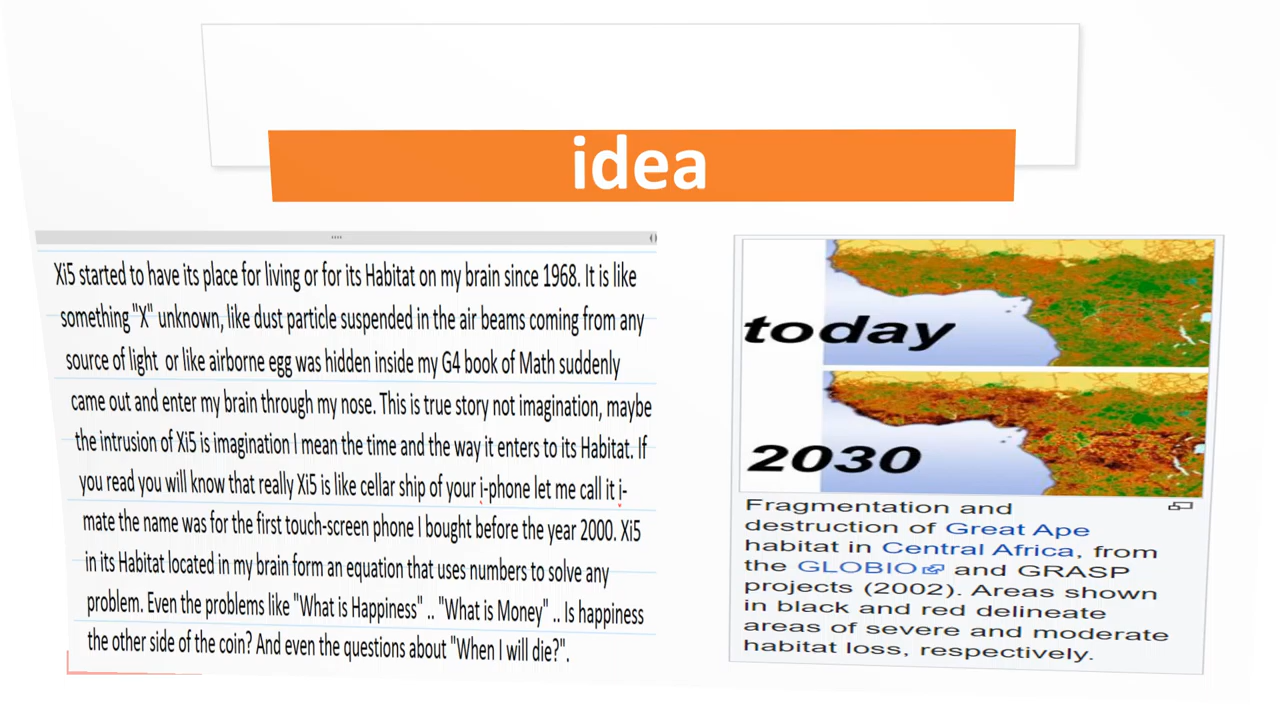 idea
Xi5 started to have its place for living or for its Habitat on my brain since 1968. It is like
something "X" unknown, like dust particle suspended in the air beams coming from any
source of light  or like airborne egg was hidden inside my G4 book of Math suddenly
came out and enter my brain through my nose. This is true story not imagination, maybe
the intrusion of Xi5 is imagination I mean the time and the way it enters to its Habitat. If
you read you will know that really Xi5 is like cellar ship of your i-phone let me call it i-
mate the name was for the first touch-screen phone I bought before the year 2000. Xi5
in its Habitat located in my brain form an equation that uses numbers to solve any
problem. Even the problems like "What is Happiness" .. "What is Money" .. Is happiness
the other side of the coin? And even the questions about "When I will die?".
today
2030
Fragmentation and
destruction of Great Ape
habitat in Central Africa, from
the GLOBIO and GRASP
projects (2002). Areas shown
in black and red delineate
areas of severe and moderate
habitat loss, respectively.